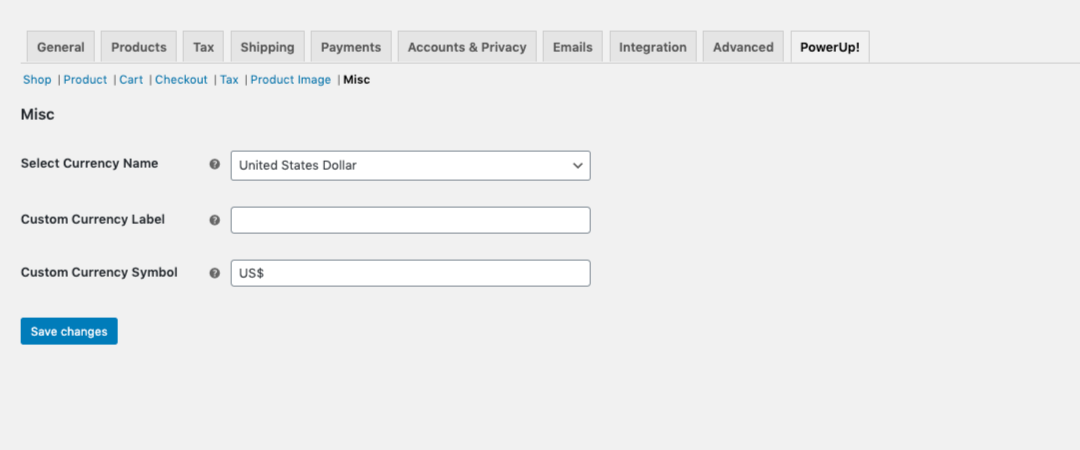 General Products Tax Shipping Payments Accounts & Privacy Emails Integration Advanced PowerUp!
Shop | Product | Cart | Checkout | Tax | Product Image | Misc
Misc
Select Currency Name ? United States Dollar
Custom Currency Label ?
Custom Currency Symbol ? US$
Save changes